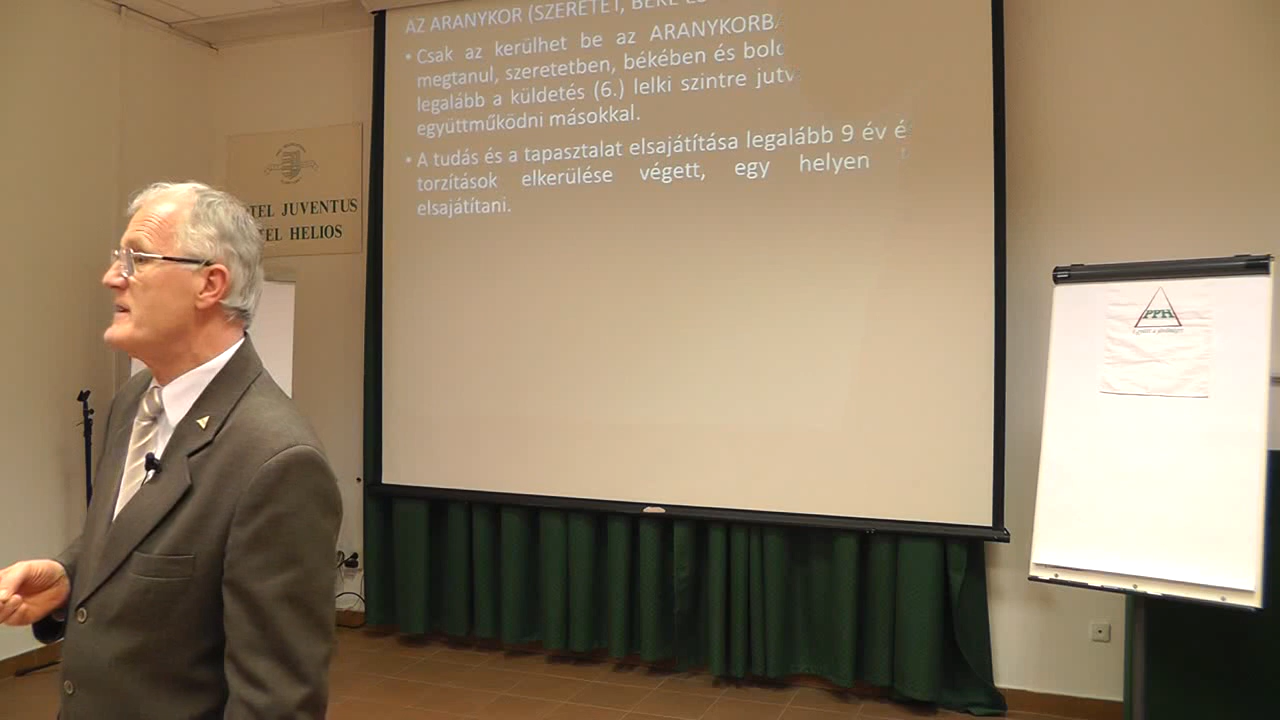 AZ ARANYKOR (SZERETET, BÉKE ÉS
• Csak az kerülhet be az ARANYKORBA
megtanul, szeretetben, békében és bold
legalább a küldetés (6.) lelki szintre jutv
együttműködni másokkal.
• A tudás és a tapasztalat elsajátítása legalább 9 év é
torzítások elkerülése végett, egy helyen
elsajátítani.
TEL JUVENTUS
TEL HELIOS
PPH